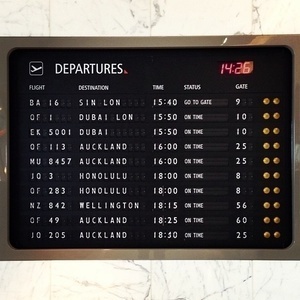 DEPARTURES 14:26
FLIGHT DESTINATION TIME STATUS GATE
BA 16 SIN LON 15:40 GO TO GATE 9
QF 1 DUBAI LON 15:50 ON TIME 10
EK 5001 DUBAI 15:50 ON TIME 10
QF 113 AUCKLAND 16:00 ON TIME 25
MU 8457 AUCKLAND 16:00 ON TIME 25
JQ 3 HONOLULU 18:00 ON TIME 8
QF 283 HONOLULU 18:00 ON TIME 8
NZ 842 WELLINGTON 18:15 ON TIME 56
QF 49 AUCKLAND 18:25 ON TIME 60
JQ 205 AUCKLAND 18:50 ON TIME 25